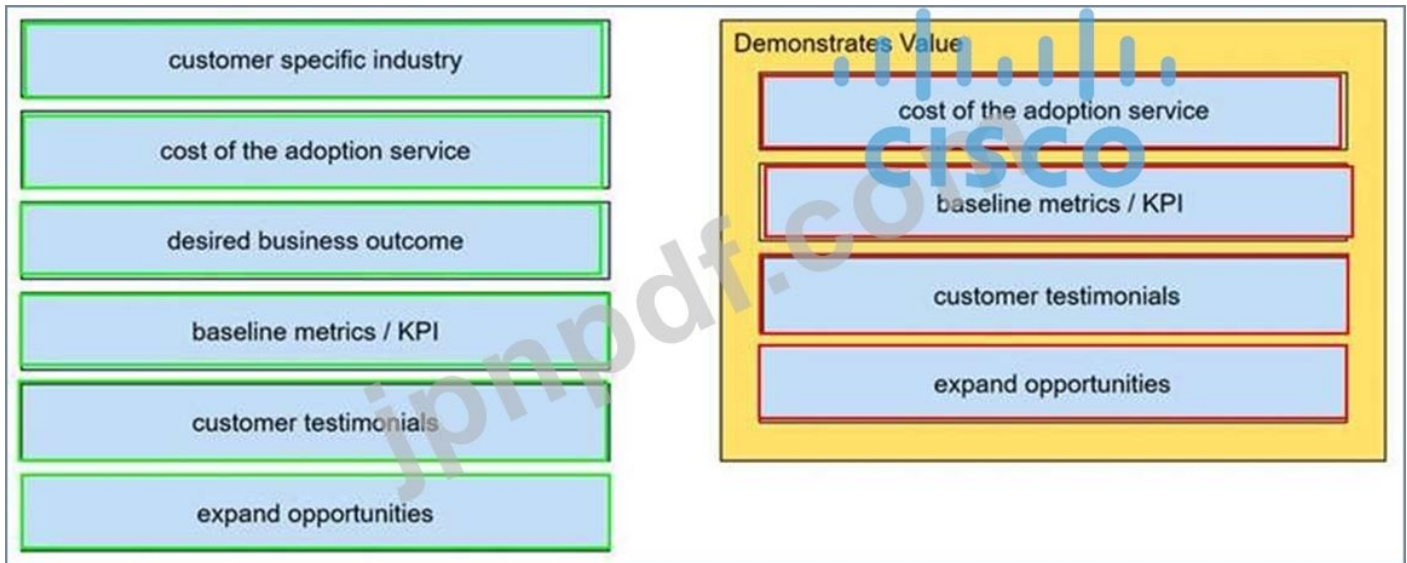 customer specific industry
cost of the adoption service
desired business outcome
baseline metrics / KPI
customer testimonials
expand opportunities
Demonstrates Value
cost of the adoption service
baseline metrics / KPI
customer testimonials
expand opportunities
CISCO
jpnpdf.com